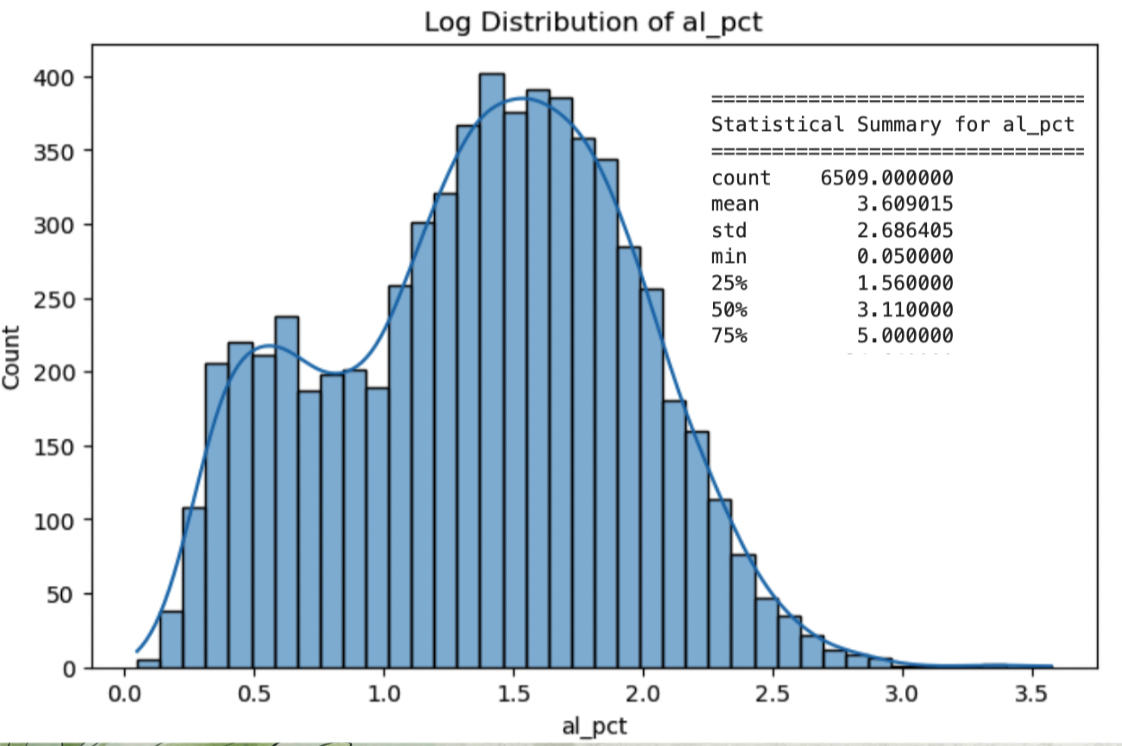 Log Distribution of al_pct
400
350
300
250
200
150
100
50
0
Count
===============================
Statistical Summary for al_pct
===============================
count 6509.000000
mean 3.609015
std 2.686405
min 0.050000
25% 1.560000
50% 3.110000
75% 5.000000
0.0 0.5 1.0 1.5 2.0 2.5 3.0 3.5
al_pct